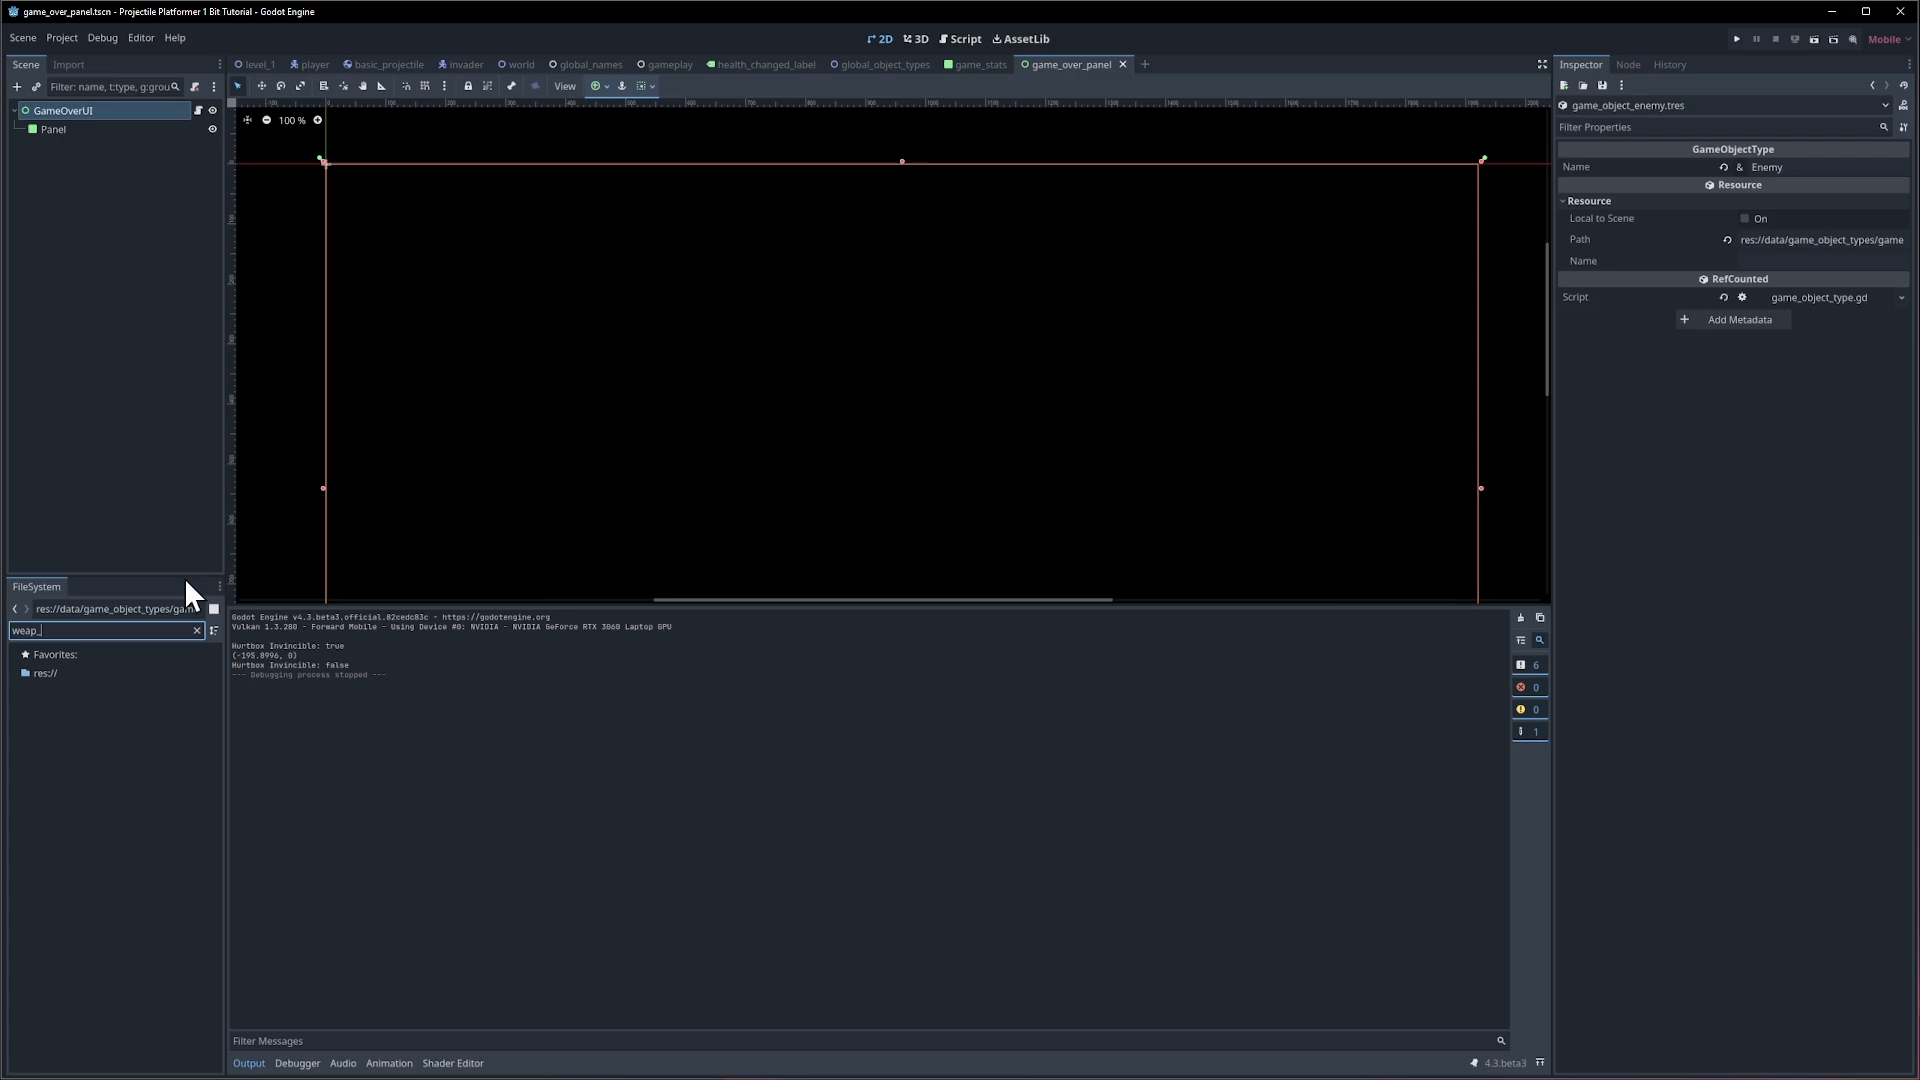 game_over_panel.tscn - Projectile Platformer 1 Bit Tutorial - Godot Engine
Scene Project Debug Editor Help
2D 3D Script AssetLib
Mobile
Scene Import
level_1 player basic_projectile invader world global_names gameplay health_changed_label global_object_types game_stats game_over_panel
Inspector Node History
Filter: name, t:type, g:grou
View
game_object_enemy.tres
GameOverUI
Panel
100 %
Filter Properties
GameObjectType
Name & Enemy
Resource
Resource
Local to Scene On
Path res://data/game_object_types/game
Name
RefCounted
Script game_object_type.gd
Add Metadata
FileSystem
res://data/game_object_types/gam
weap_
Favorites:
res://
Godot Engine v4.3.beta3.official.82cedc83c - https://godotengine.org
Vulkan 1.3.280 - Forward Mobile - Using Device #0: NVIDIA - NVIDIA GeForce RTX 3060 Laptop GPU
Hurtbox Invincible: true
(-195.8996, 0)
Hurtbox Invincible: false
--- Debugging process stopped ---
6
0
0
1
Filter Messages
Output Debugger Audio Animation Shader Editor
4.3.beta3